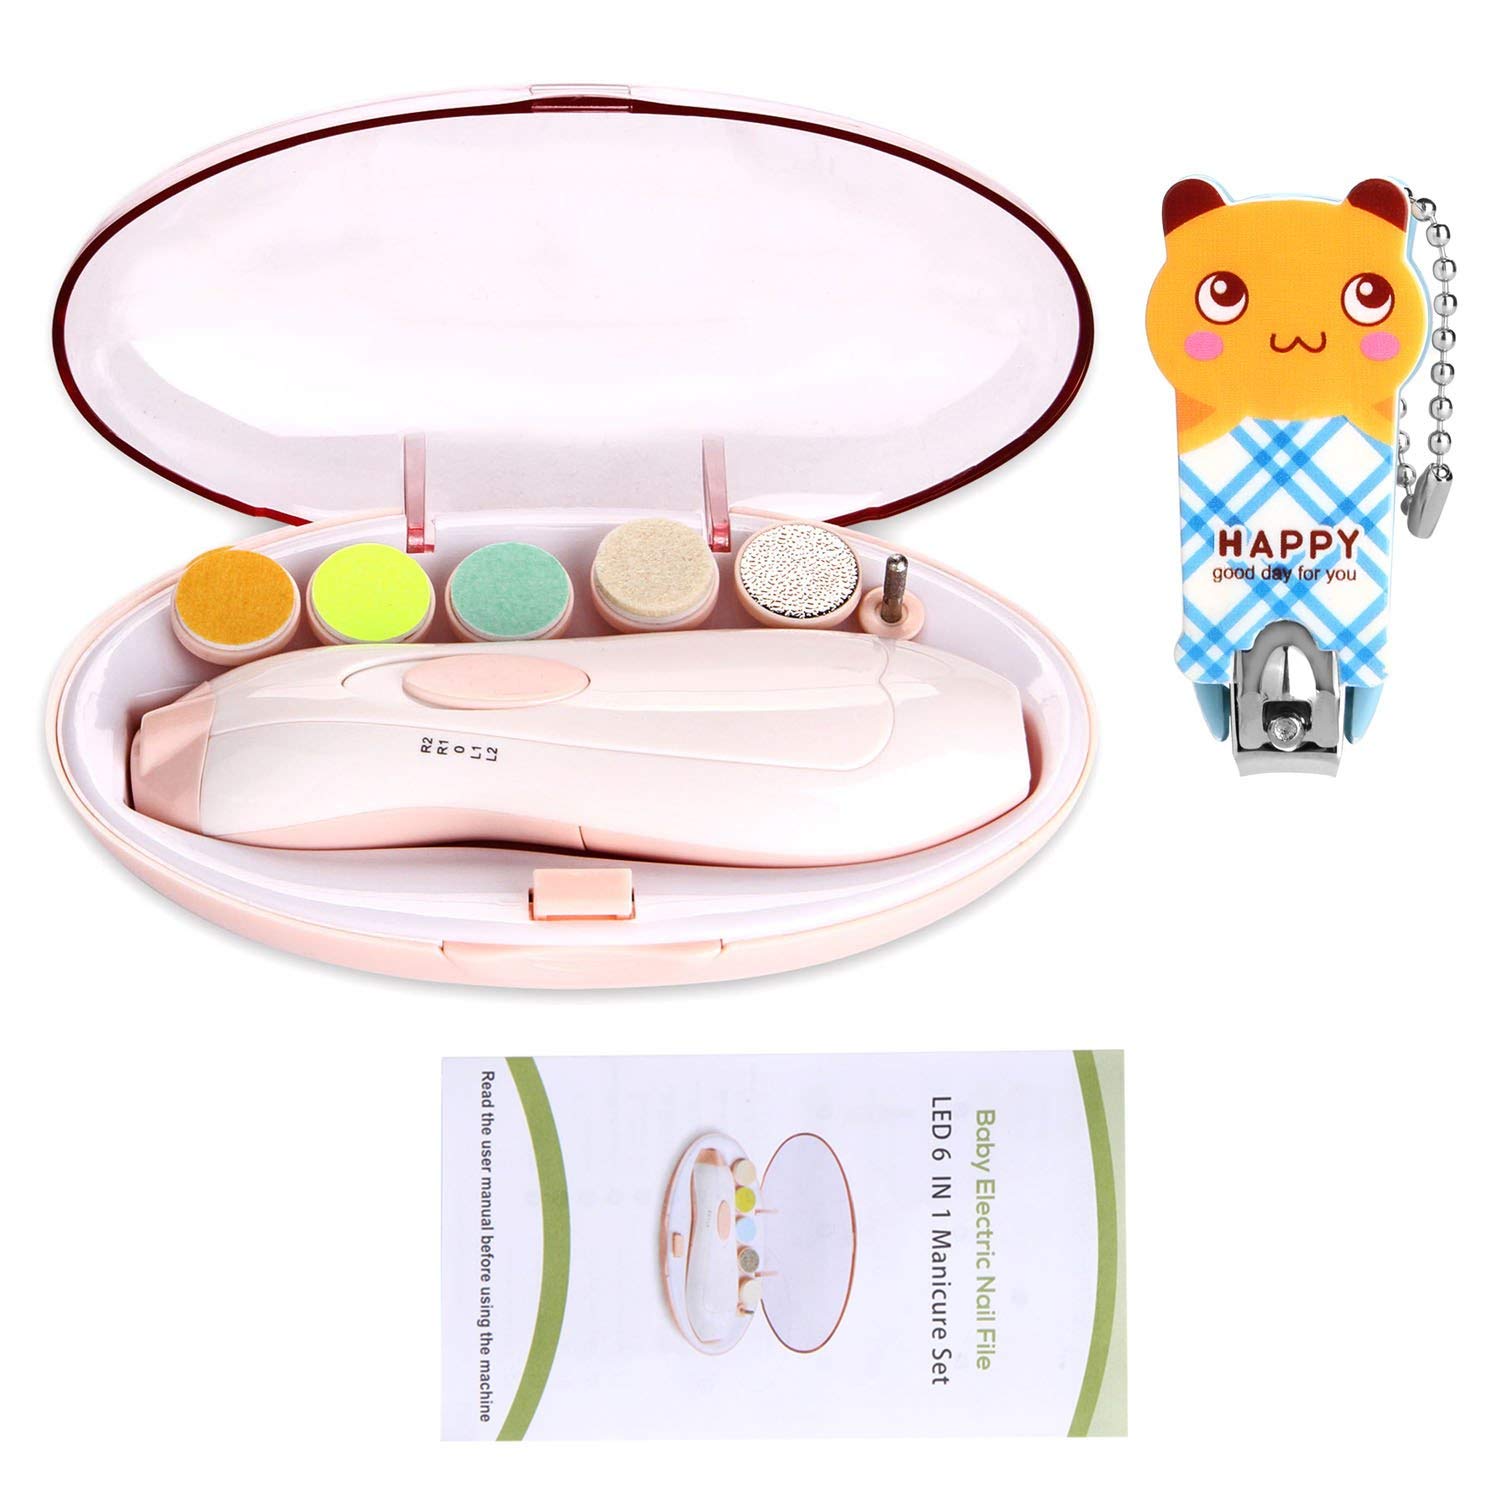 R2
R1
0
L1
L2
HAPPY
good day for you
Baby Electric Nail File
LED 6 IN 1 Manicure Set
Read the user manual before using the machine